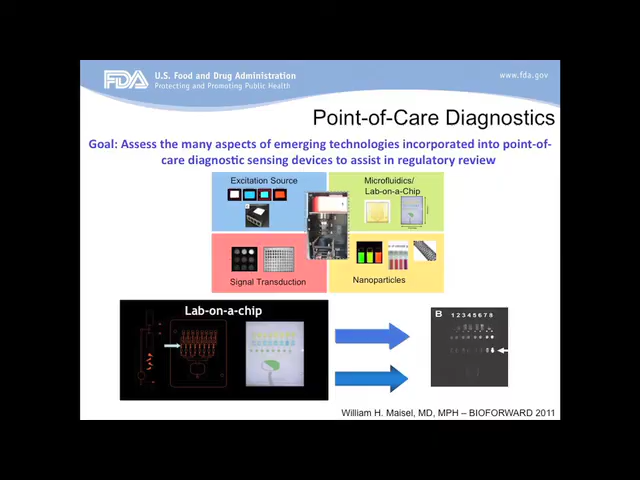 FDA
U.S. Food and Drug Administration
Protecting and Promoting Public Health
www.fda.gov
Point-of-Care Diagnostics
Goal: Assess the many aspects of emerging technologies incorporated into point-of-
care diagnostic sensing devices to assist in regulatory review
Excitation Source
Microfluidics/
Lab-on-a-Chip
Signal Transduction
Nanoparticles
Lab-on-a-chip
B
1 2 3 4 5 6 7 8
William H. Maisel, MD, MPH – BIOFORWARD 2011